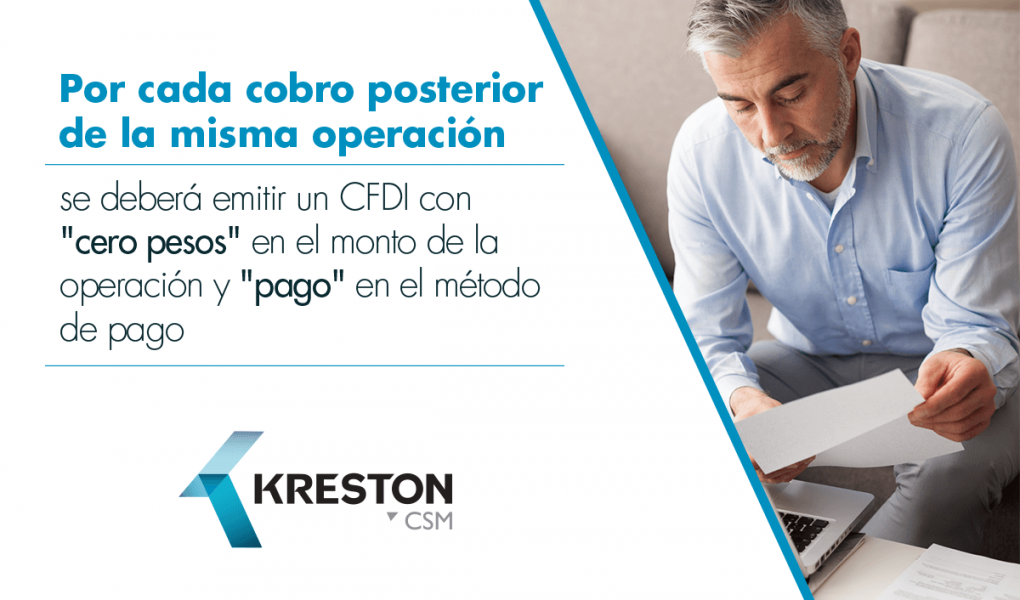 Por cada cobro posterior
de la misma operación
se deberá emitir un CFDI con
"cero pesos" en el monto de la
operación y "pago" en el método
de pago
KRESTON
CSM